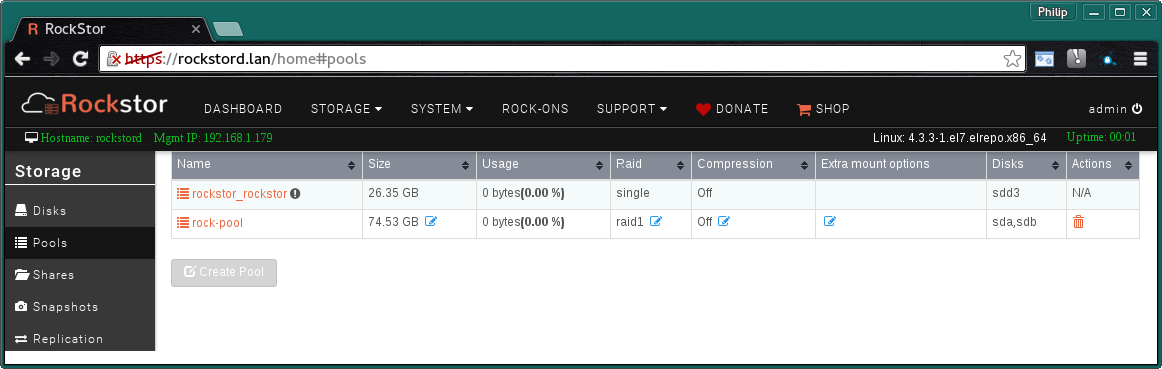 Philip
RockStor
https://rockstord.lan/home#pools
Rockstor DASHBOARD STORAGE SYSTEM ROCK-ONS SUPPORT DONATE SHOP admin
Hostname: rockstord Mgmt IP: 192.168.1.179 Linux: 4.3.3-1.el7.elrepo.x86_64 Uptime: 00:01
Storage
Disks
Pools
Shares
Snapshots
Replication
Name Size Usage Raid Compression Extra mount options Disks Actions
rockstor_rockstor 26.35 GB 0 bytes(0.00 %) single Off sdd3 N/A
rock-pool 74.53 GB 0 bytes(0.00 %) raid1 Off sda,sdb
Create Pool